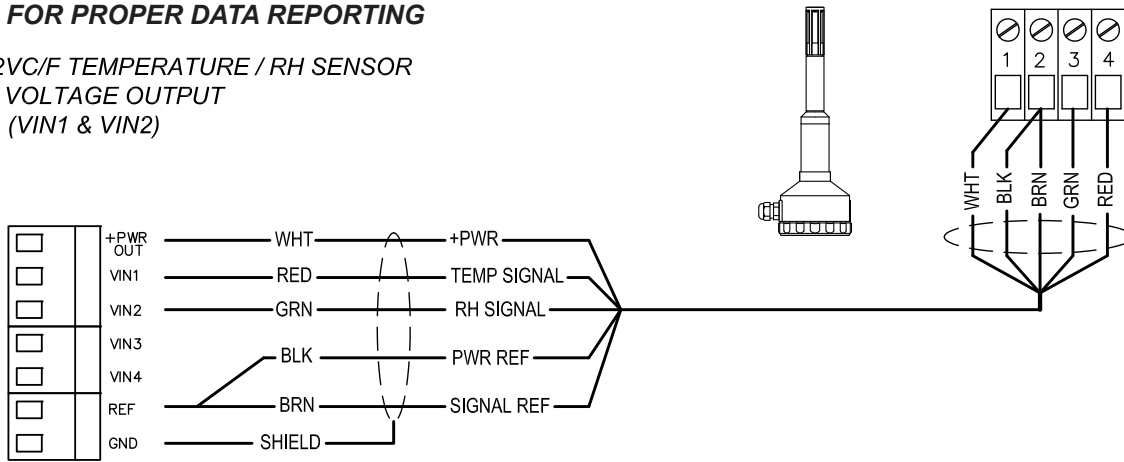 FOR PROPER DATA REPORTING
2VC/F TEMPERATURE / RH SENSOR
VOLTAGE OUTPUT
(VIN1 & VIN2)
1 2 3 4
WHT BLK BRN GRN RED
+PWR OUT WHT +PWR
VIN1 RED TEMP SIGNAL
VIN2 GRN RH SIGNAL
VIN3
BLK PWR REF
VIN4
REF BRN SIGNAL REF
GND SHIELD